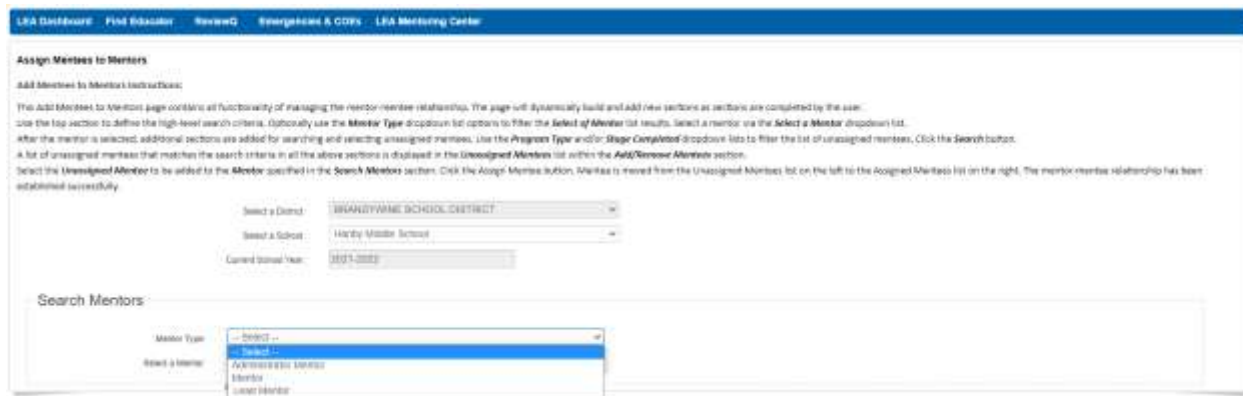 LEA Dashboard Find Educator ReviewQ Emergencies & COEs LEA Mentoring Center
Assign Mentees to Mentors
Add Mentees to Mentors Instructions:
This Add Mentees to Mentors page contains all functionality of managing the mentor-mentee relationship. The page will dynamically build and add new sections as sections are completed by the user.
Use the top section to define the high-level search criteria. Optionally use the Mentor Type dropdown list options to filter the Select of Mentor list results. Select a mentor via the Select a Mentor dropdown list.
After the mentor is selected, additional sections are added for searching and selecting unassigned mentees. Use the Program Type and/or Stage Completed dropdown lists to filter the list of unassigned mentees. Click the Search button.
A list of unassigned mentees that matches the search criteria in all the above sections is displayed in the Unassigned Mentees list within the Add/Remove Mentees section.
Select the Unassigned Mentee to be added to the Mentor specified in the Search Mentors section. Click the Assign Mentee button. Mentee is moved from the Unassigned Mentees list on the left to the Assigned Mentees list on the right. The mentor-mentee relationship has been
established successfully.
Select a District: BRANDYWINE SCHOOL DISTRICT
Select a School: Hanby Middle School
Current School Year: 2021-2022
Search Mentors
Mentor Type: -- Select --
-- Select --
Select a Mentor: Administrator Mentor
Mentor
Lead Mentor